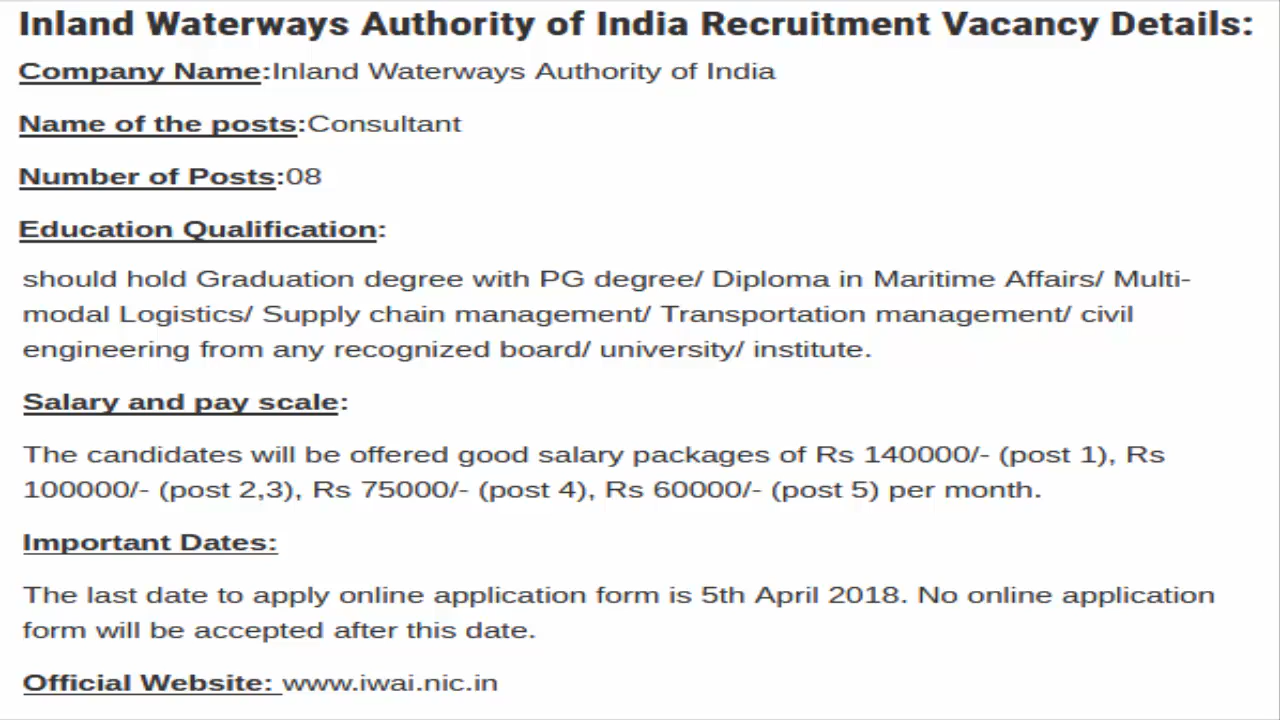 Inland Waterways Authority of India Recruitment Vacancy Details:
Company Name:Inland Waterways Authority of India
Name of the posts:Consultant
Number of Posts:08
Education Qualification:
should hold Graduation degree with PG degree/ Diploma in Maritime Affairs/ Multi-
modal Logistics/ Supply chain management/ Transportation management/ civil
engineering from any recognized board/ university/ institute.
Salary and pay scale:
The candidates will be offered good salary packages of Rs 140000/- (post 1), Rs
100000/- (post 2,3), Rs 75000/- (post 4), Rs 60000/- (post 5) per month.
Important Dates:
The last date to apply online application form is 5th April 2018. No online application
form will be accepted after this date.
Official Website: www.iwai.nic.in